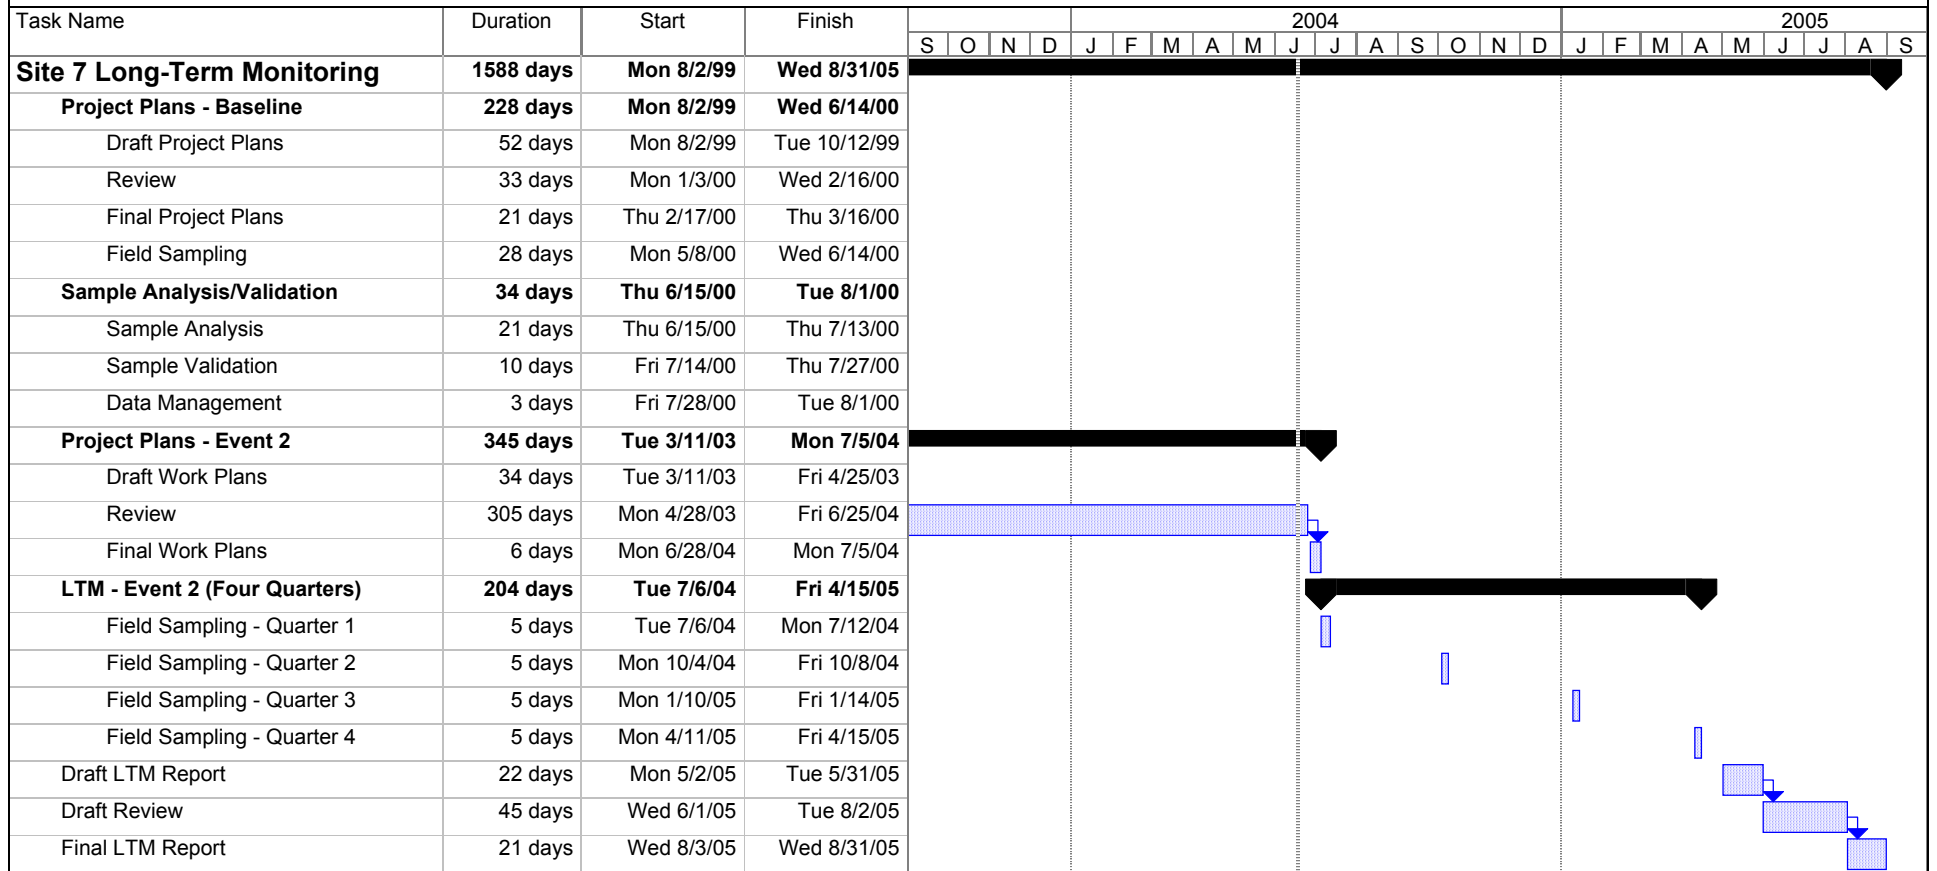 Task Name Duration Start Finish 2004 2005
S O N D J F M A M J J A S O N D J F M A M J J A S
Site 7 Long-Term Monitoring 1588 days Mon 8/2/99 Wed 8/31/05
Project Plans - Baseline 228 days Mon 8/2/99 Wed 6/14/00
Draft Project Plans 52 days Mon 8/2/99 Tue 10/12/99
Review 33 days Mon 1/3/00 Wed 2/16/00
Final Project Plans 21 days Thu 2/17/00 Thu 3/16/00
Field Sampling 28 days Mon 5/8/00 Wed 6/14/00
Sample Analysis/Validation 34 days Thu 6/15/00 Tue 8/1/00
Sample Analysis 21 days Thu 6/15/00 Thu 7/13/00
Sample Validation 10 days Fri 7/14/00 Thu 7/27/00
Data Management 3 days Fri 7/28/00 Tue 8/1/00
Project Plans - Event 2 345 days Tue 3/11/03 Mon 7/5/04
Draft Work Plans 34 days Tue 3/11/03 Fri 4/25/03
Review 305 days Mon 4/28/03 Fri 6/25/04
Final Work Plans 6 days Mon 6/28/04 Mon 7/5/04
LTM - Event 2 (Four Quarters) 204 days Tue 7/6/04 Fri 4/15/05
Field Sampling - Quarter 1 5 days Tue 7/6/04 Mon 7/12/04
Field Sampling - Quarter 2 5 days Mon 10/4/04 Fri 10/8/04
Field Sampling - Quarter 3 5 days Mon 1/10/05 Fri 1/14/05
Field Sampling - Quarter 4 5 days Mon 4/11/05 Fri 4/15/05
Draft LTM Report 22 days Mon 5/2/05 Tue 5/31/05
Draft Review 45 days Wed 6/1/05 Tue 8/2/05
Final LTM Report 21 days Wed 8/3/05 Wed 8/31/05